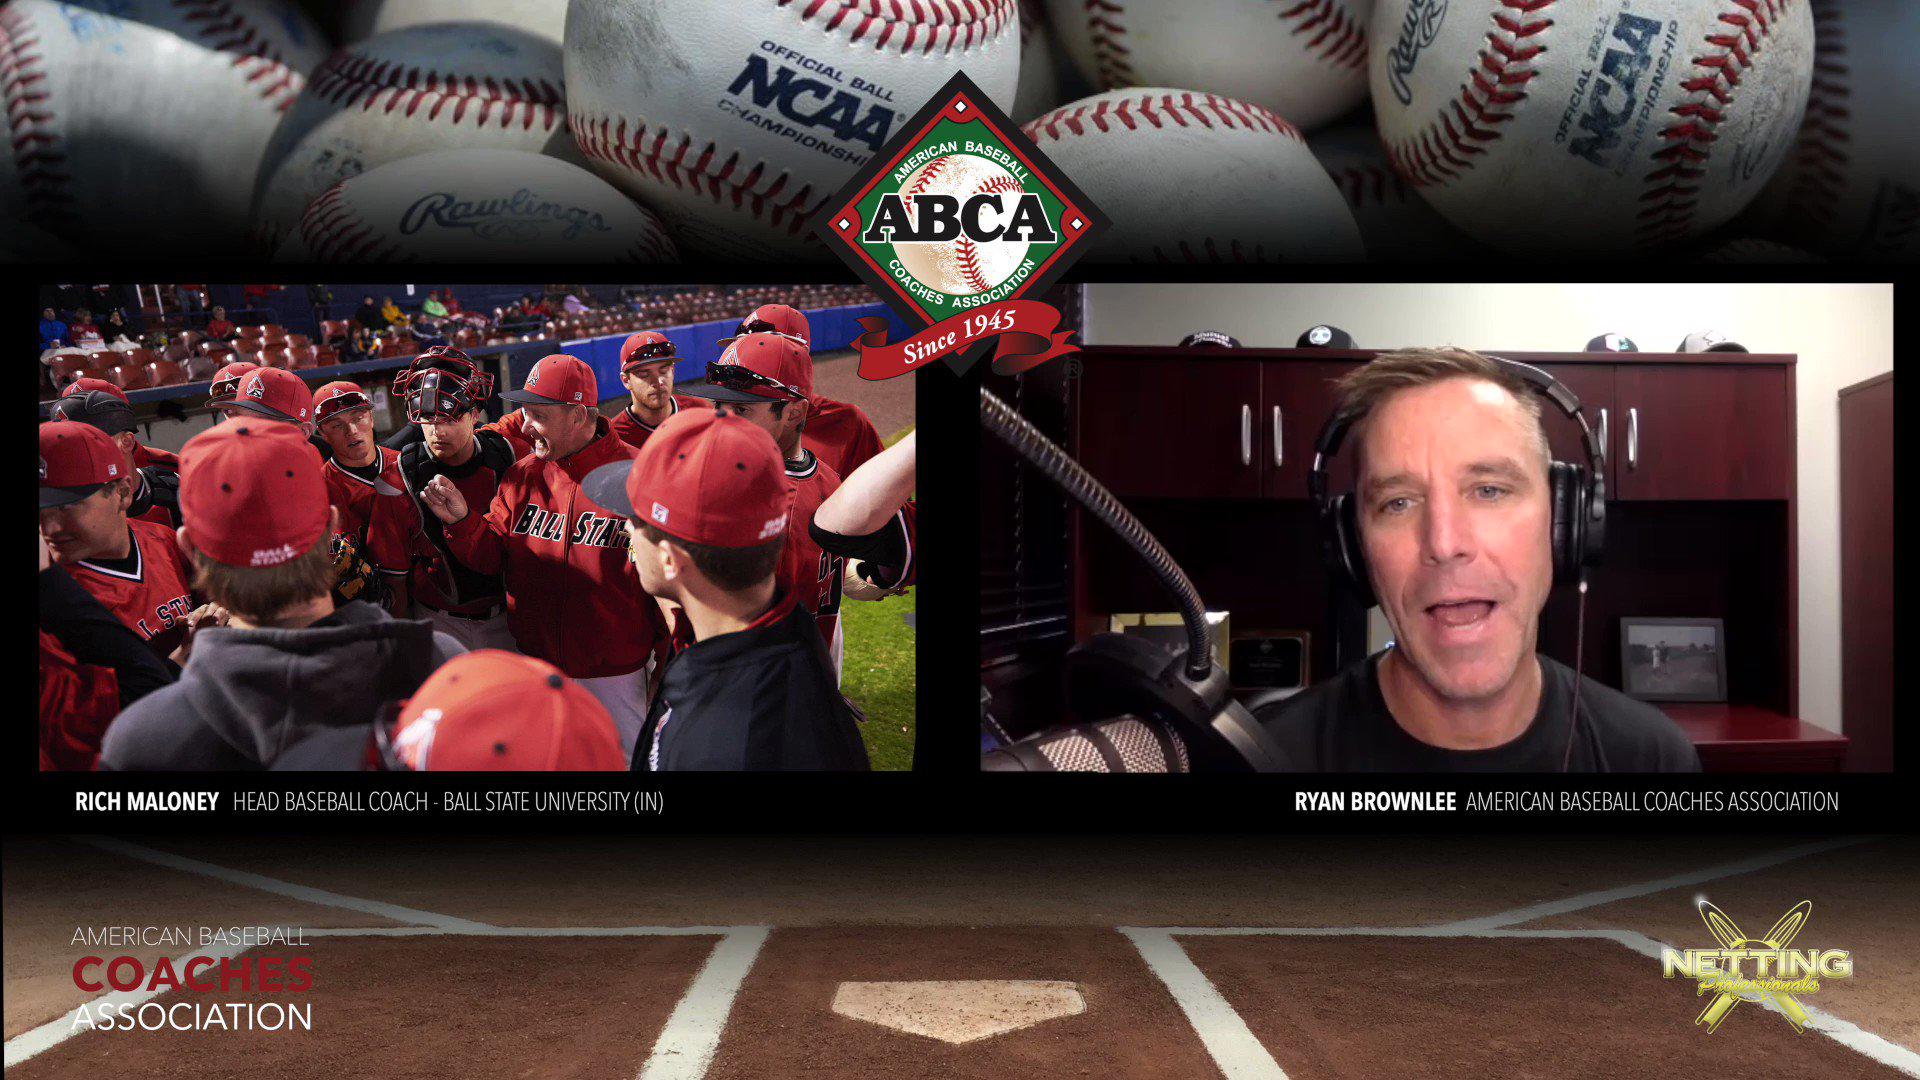 OFFICIAL BALL
NCAA
CHAMPIONSHIP
Rawlings
OFFICIAL BALL
NCAA
CHAMPIONSHIP
AMERICAN BASEBALL
ABCA
COACHES ASSOCIATION
Since 1945
BALL STATE
RICH MALONEY HEAD BASEBALL COACH - BALL STATE UNIVERSITY (IN)
RYAN BROWNLEE AMERICAN BASEBALL COACHES ASSOCIATION
AMERICAN BASEBALL
COACHES
ASSOCIATION
NETTING
Professionals